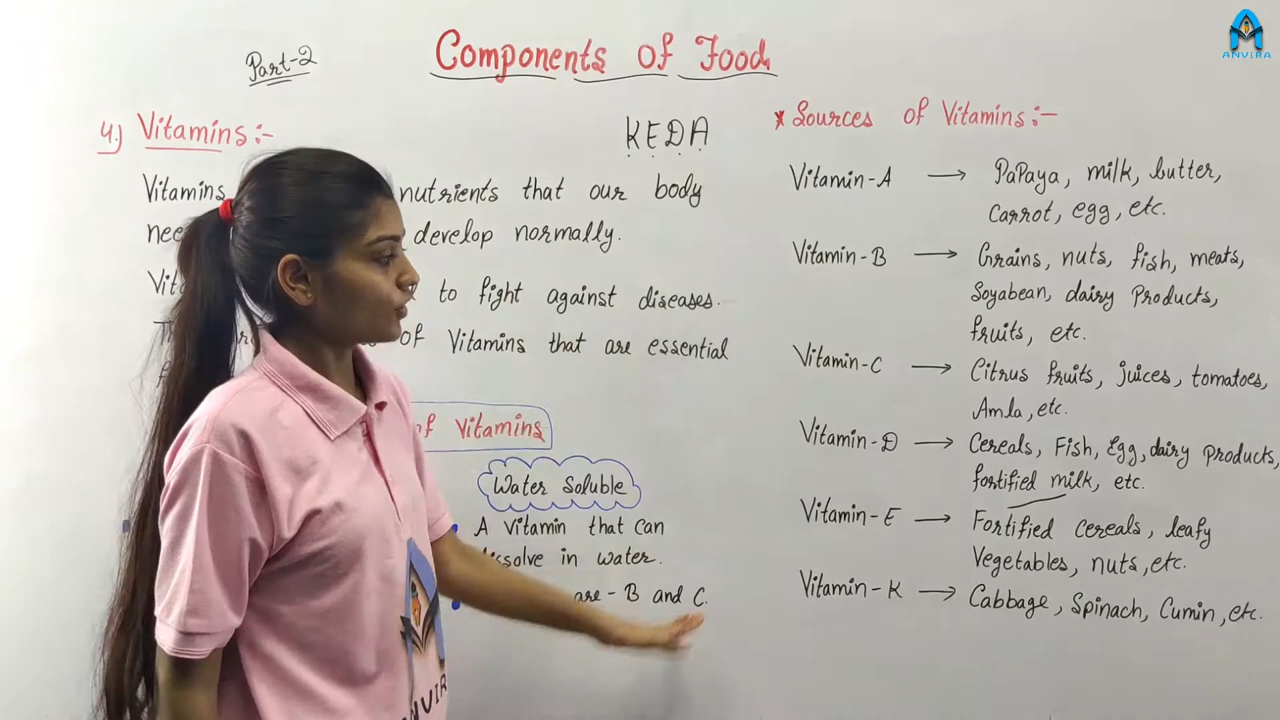 Part-2
Components of Food
ANVIRA
4.) Vitamins:-
KEDA
Vitamins nutrients that our body
develop normally.
to fight against diseases.
of Vitamins that are essential
of Vitamins
Water Soluble
A Vitamin that can
dissolve in water.
are - B and C.
* Sources of Vitamins:-
Vitamin-A → PaPaya, milk, butter,
Carrot, egg, etc.
Vitamin-B → Grains, nuts, fish, meats,
Soyabean, dairy Products,
fruits, etc.
Vitamin-C → Citrus fruits, juices, tomatoes,
Amla, etc.
Vitamin-D → Cereals, Fish, Egg, dairy Products,
fortified milk, etc.
Vitamin-E → Fortified cereals, leafy
Vegetables, nuts, etc.
Vitamin-K → Cabbage, Spinach, Cumin, etc.